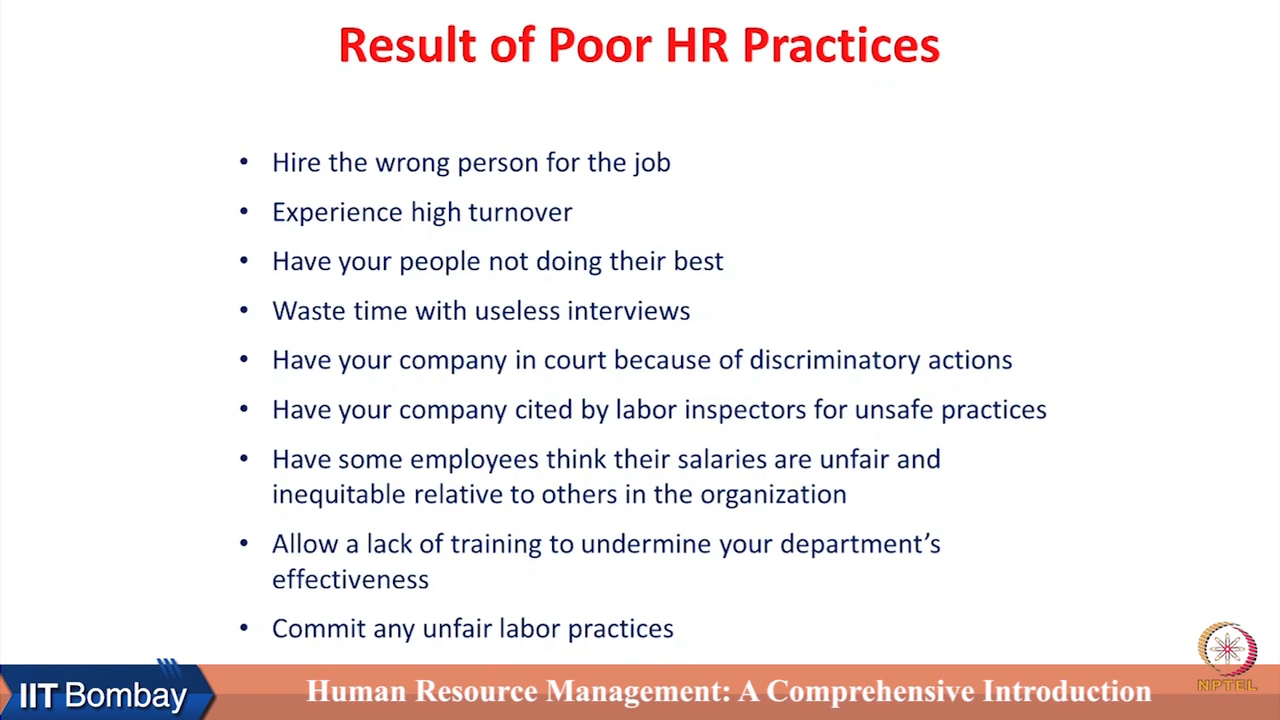 Result of Poor HR Practices
• Hire the wrong person for the job
• Experience high turnover
• Have your people not doing their best
• Waste time with useless interviews
• Have your company in court because of discriminatory actions
• Have your company cited by labor inspectors for unsafe practices
• Have some employees think their salaries are unfair and
inequitable relative to others in the organization
• Allow a lack of training to undermine your department’s
effectiveness
• Commit any unfair labor practices
IIT Bombay
Human Resource Management: A Comprehensive Introduction
NPTEL